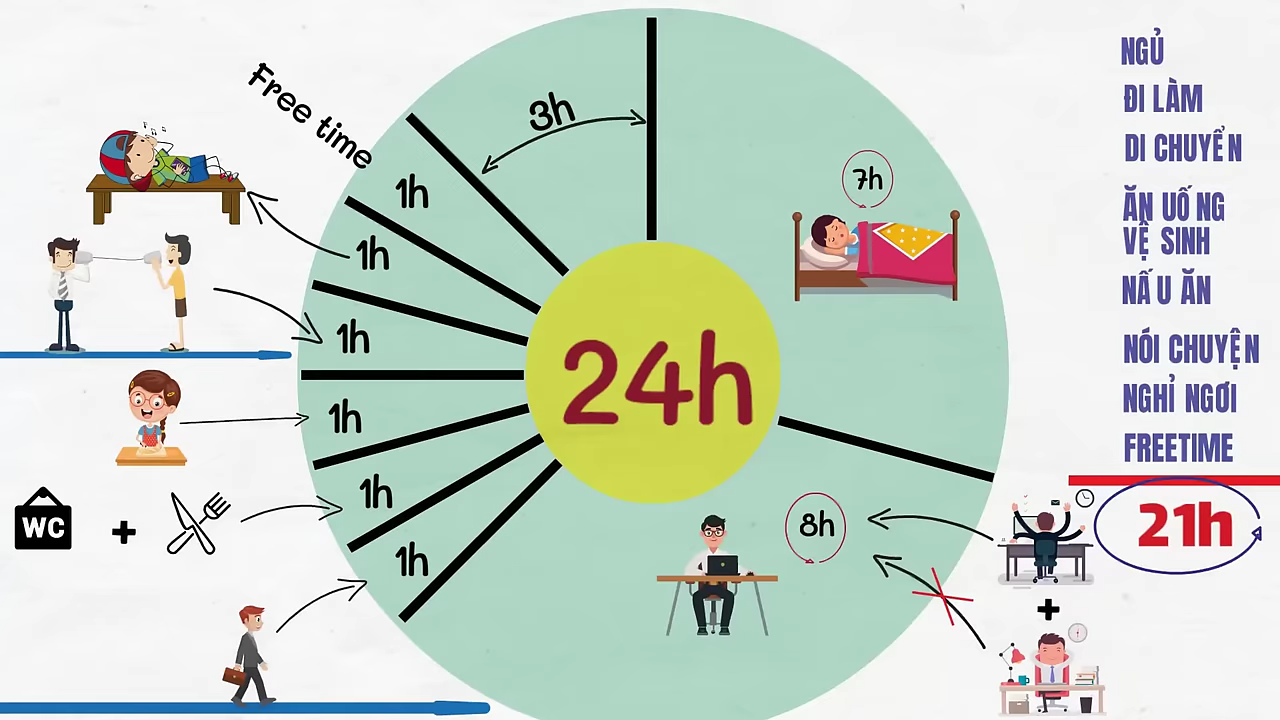 Free time
3h
1h
1h
1h
1h
1h
1h
7h
24h
8h
WC
+
+
NGỦ
ĐI LÀM
DI CHUYỂN
ĂN UỐNG
VỆ SINH
NẤU ĂN
NÓI CHUYỆN
NGHỈ NGƠI
FREETIME
21h